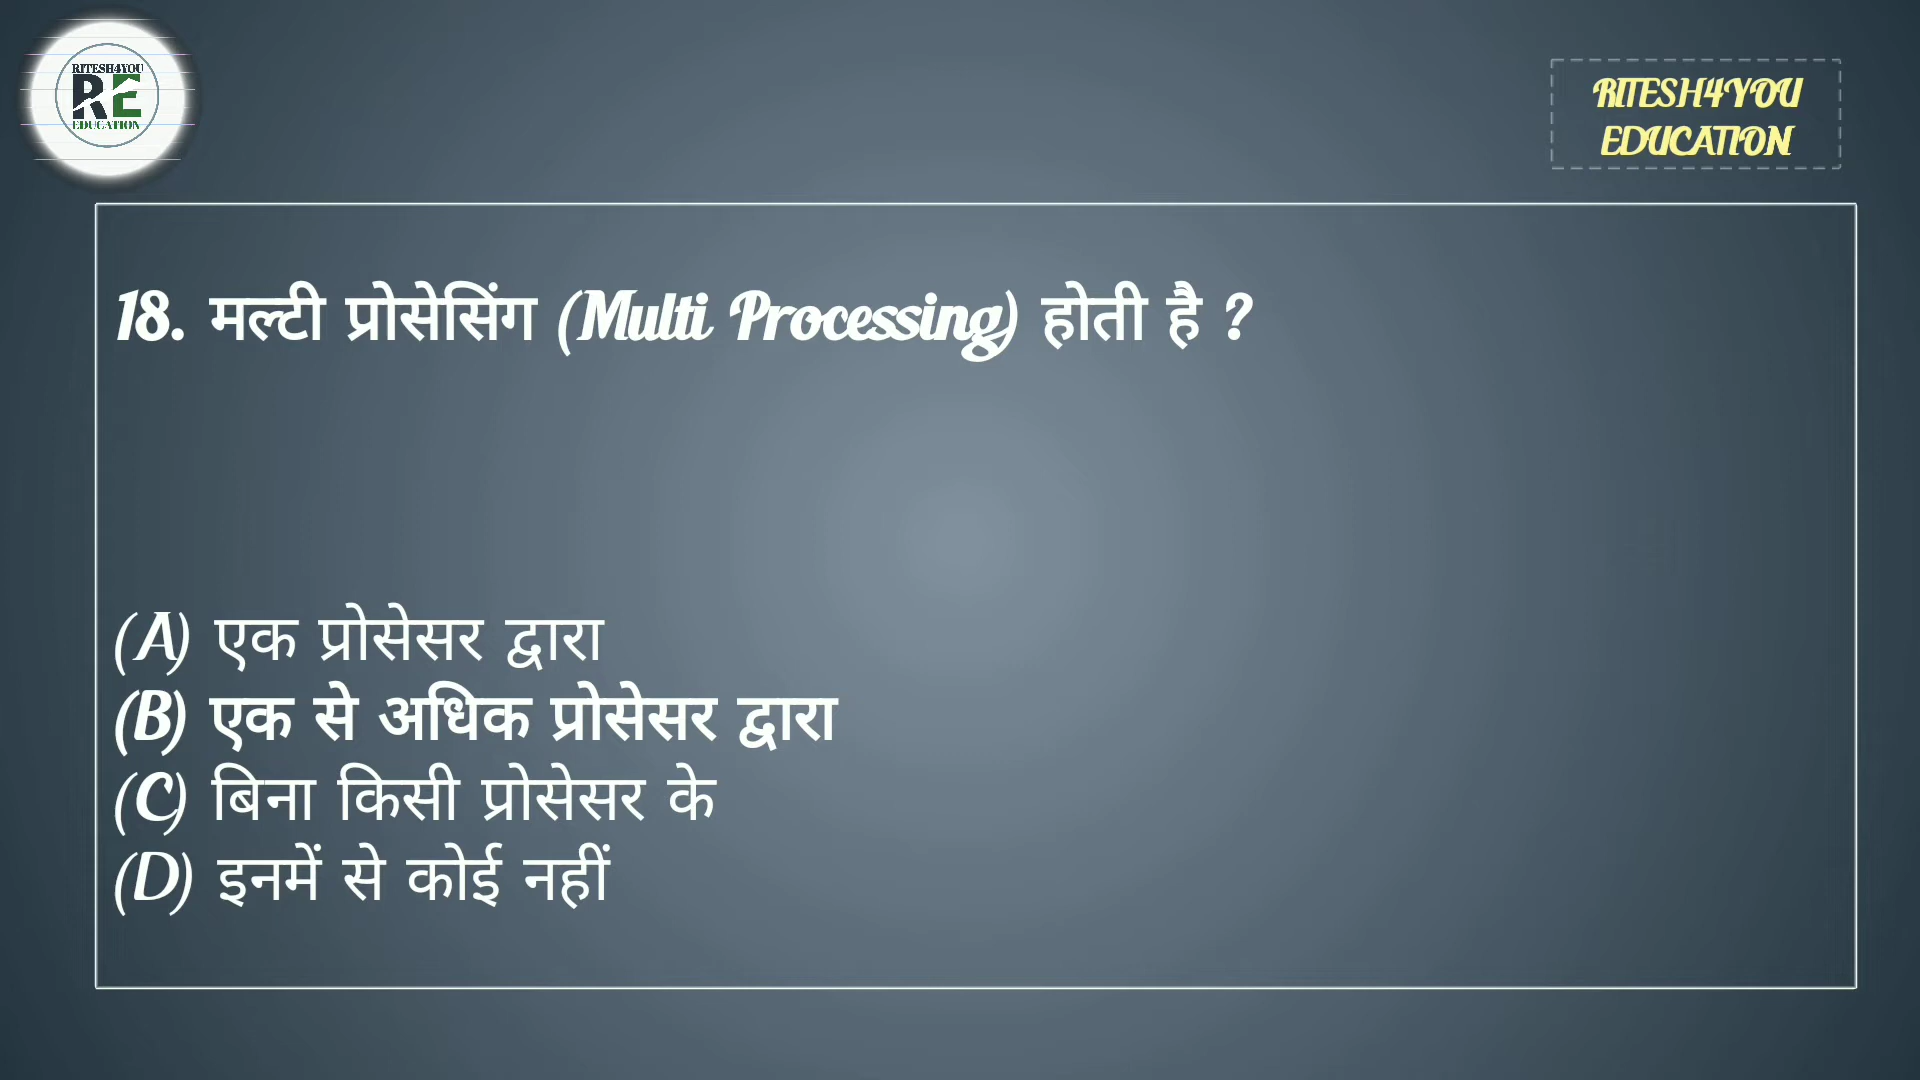 RITESH4YOU
RE
EDUCATION
RITESH4YOU
EDUCATION
18. मल्टी प्रोसेसिंग (Multi Processing) होती है ?
(A) एक प्रोसेसर द्वारा
(B) एक से अधिक प्रोसेसर द्वारा
(C) बिना किसी प्रोसेसर के
(D) इनमें से कोई नहीं